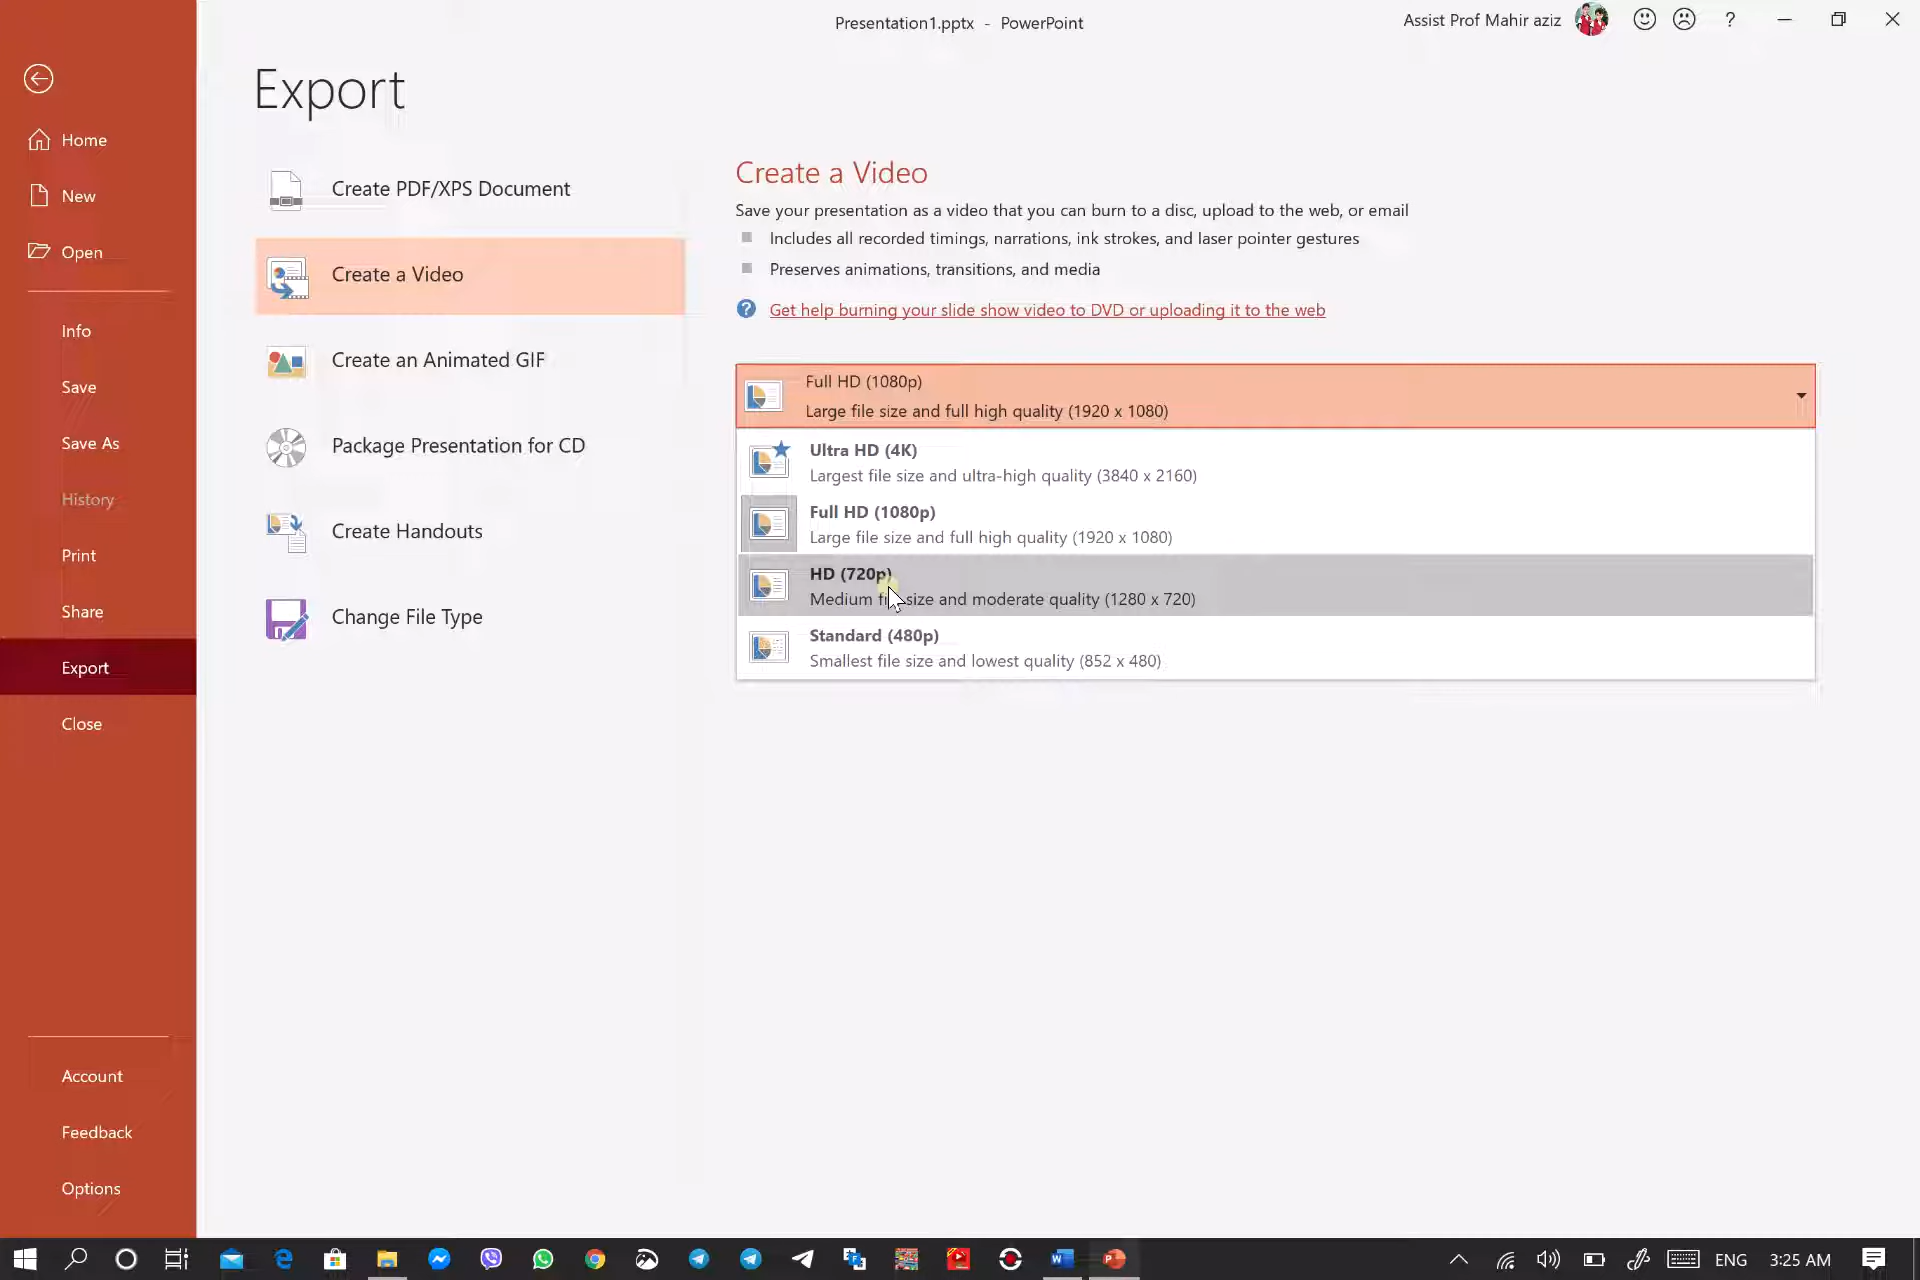 Presentation1.pptx - PowerPoint
Assist Prof Mahir aziz
?
Export
Home
New
Open
Info
Save
Save As
History
Print
Share
Export
Close
Account
Feedback
Options
Create PDF/XPS Document
Create a Video
Create an Animated GIF
Package Presentation for CD
Create Handouts
Change File Type
Create a Video
Save your presentation as a video that you can burn to a disc, upload to the web, or email
Includes all recorded timings, narrations, ink strokes, and laser pointer gestures
Preserves animations, transitions, and media
Get help burning your slide show video to DVD or uploading it to the web
Full HD (1080p)
Large file size and full high quality (1920 x 1080)
Ultra HD (4K)
Largest file size and ultra-high quality (3840 x 2160)
Full HD (1080p)
Large file size and full high quality (1920 x 1080)
HD (720p)
Medium file size and moderate quality (1280 x 720)
Standard (480p)
Smallest file size and lowest quality (852 x 480)
ENG
3:25 AM